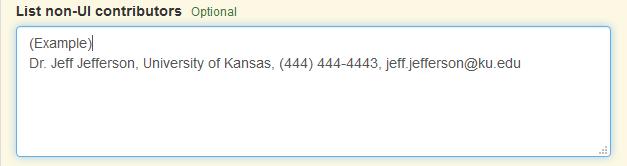 List non-UI contributors Optional
(Example)
Dr. Jeff Jefferson, University of Kansas, (444) 444-4443, jeff.jefferson@ku.edu